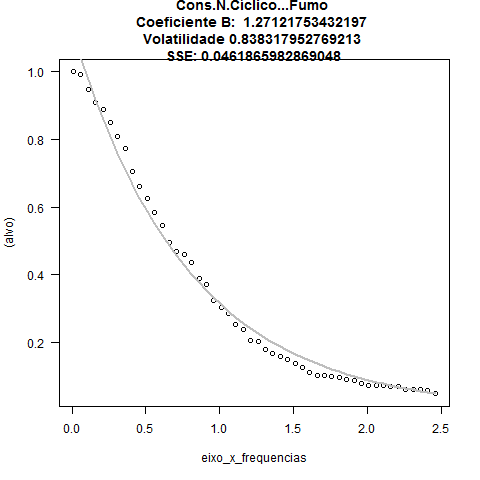 Cons.N.Ciclico...Fumo
Coeficiente B:  1.27121753432197
Volatilidade 0.838317952769213
SSE: 0.0461865982869048
1.0
0.8
0.6
0.4
0.2
(alvo)
0.0 0.5 1.0 1.5 2.0 2.5
eixo_x_frequencias